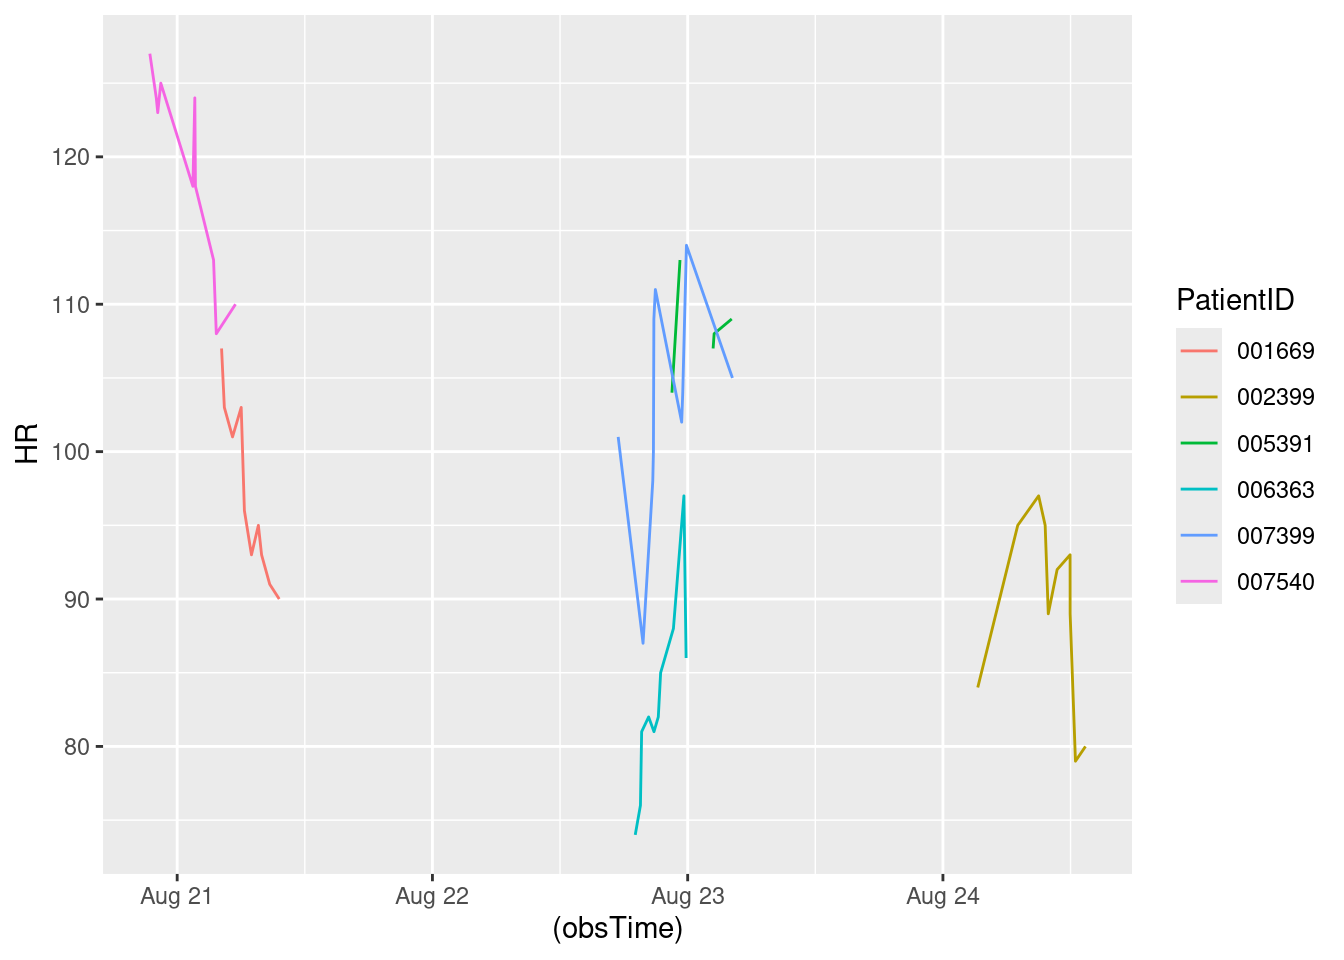 120
110
100
90
80
HR
Aug 21
Aug 22
Aug 23
Aug 24
(obsTime)
PatientID
001669
002399
005391
006363
007399
007540